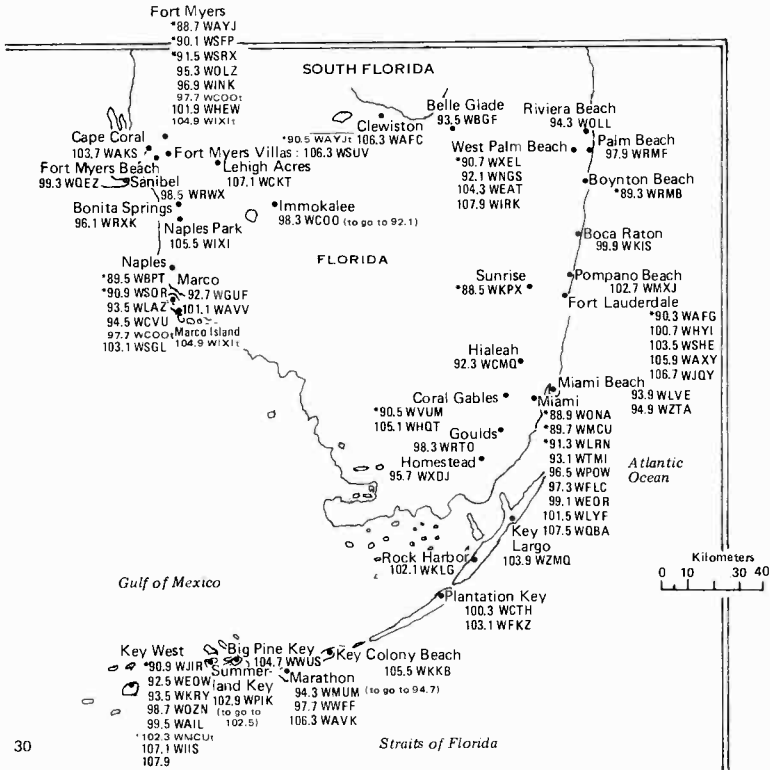 Fort Myers
*88.7 WAYJ
*90.1 WSFP
*91.5 WSRX
95.3 WOLZ
96.9 WINK
97.7 WCOOt
101.9 WHEW
104.9 WIXIt
SOUTH FLORIDA
Cape Coral
103.7 WAKS
Fort Myers Villas : 106.3 WSUV
Fort Myers Beach
99.3 WQEZ
Sanibel
98.5 WRWX
Lehigh Acres
107.1 WCKT
Bonita Springs
96.1 WRXK
Naples Park
105.5 WIXI
*90.5 WAYJt
Clewiston
106.3 WAFC
Belle Glade
93.5 WBGF
Riviera Beach
94.3 WOLL
West Palm Beach
*90.7 WXEL
92.1 WNGS
104.3 WEAT
107.9 WIRK
Palm Beach
97.9 WRMF
Boynton Beach
*89.3 WRMB
Immokalee
98.3 WCOO (to go to 92.1)
FLORIDA
Boca Raton
99.9 WKIS
Naples
*89.5 WBPT
*90.9 WSOR
93.5 WLAZ
94.5 WCVU
97.7 WCOOt
103.1 WSGL
Marco
92.7 WGUF
101.1 WAVV
Marco Island
104.9 WIXIt
Sunrise
*88.5 WKPX
Pompano Beach
102.7 WMXJ
Fort Lauderdale
*90.3 WAFG
100.7 WHYI
103.5 WSHE
105.9 WAXY
106.7 WJQY
Hialeah
92.3 WCMQ
Miami Beach
93.9 WLVE
94.9 WZTA
Coral Gables
*90.5 WVUM
105.1 WHQT
Miami
*88.9 WONA
*89.7 WMCU
*91.3 WLRN
93.1 WTMI
96.5 WPOW
97.3 WFLC
99.1 WEDR
101.5 WLYF
107.5 WQBA
Goulds
98.3 WRTO
Homestead
95.7 WXDJ
Atlantic
Ocean
Key
Largo
103.9 WZMQ
Rock Harbor
102.1 WKLG
Kilometers
0 10 30 40
Gulf of Mexico
Plantation Key
100.3 WCTH
103.1 WFKZ
Key West
*90.9 WJIR
92.5 WEOW
93.5 WKRY
98.7 WOZN
99.5 WAIL
*102.3 WNCUt
107.1 WIIS
107.9
Big Pine Key
104.7 WWUS
Summer-
land Key
102.9 WPIK
(to go to
102.5)
Key Colony Beach
105.5 WKKB
Marathon
94.3 WMUM (to go to 94.7)
97.7 WWFF
106.3 WAVK
30
Straits of Florida